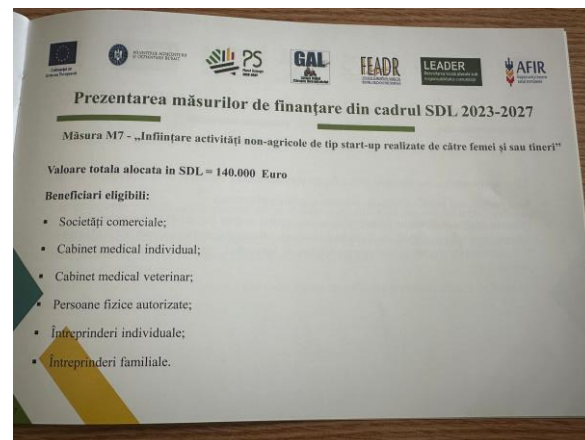 PS
GAL
FEADR
LEADER
AFIR
Prezentarea măsurilor de finanțare din cadrul SDL 2023-2027
Măsura M7 - „Inființare activități non-agricole de tip start-up realizate de către femei și sau tineri"
Valoare totala alocata in SDL = 140.000 Euro
Beneficiari eligibili:
▪ Societăți comerciale;
▪ Cabinet medical individual;
▪ Cabinet medical veterinar;
▪ Persoane fizice autorizate;
▪ Întreprinderi individuale;
▪ Întreprinderi familiale.